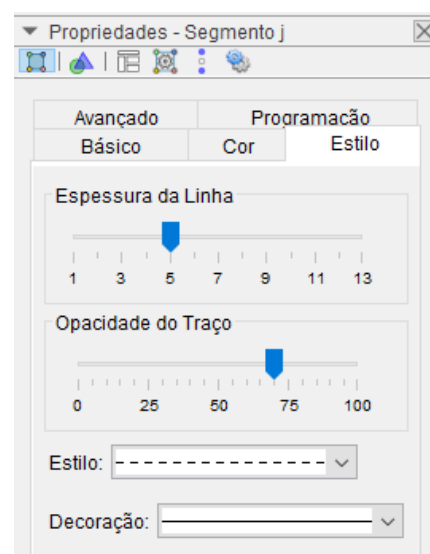 Propriedades - Segmento j
Avançado Programação
Básico Cor Estilo
Espessura da Linha
1 3 5 7 9 11 13
Opacidade do Traço
0 25 50 75 100
Estilo:
Decoração: